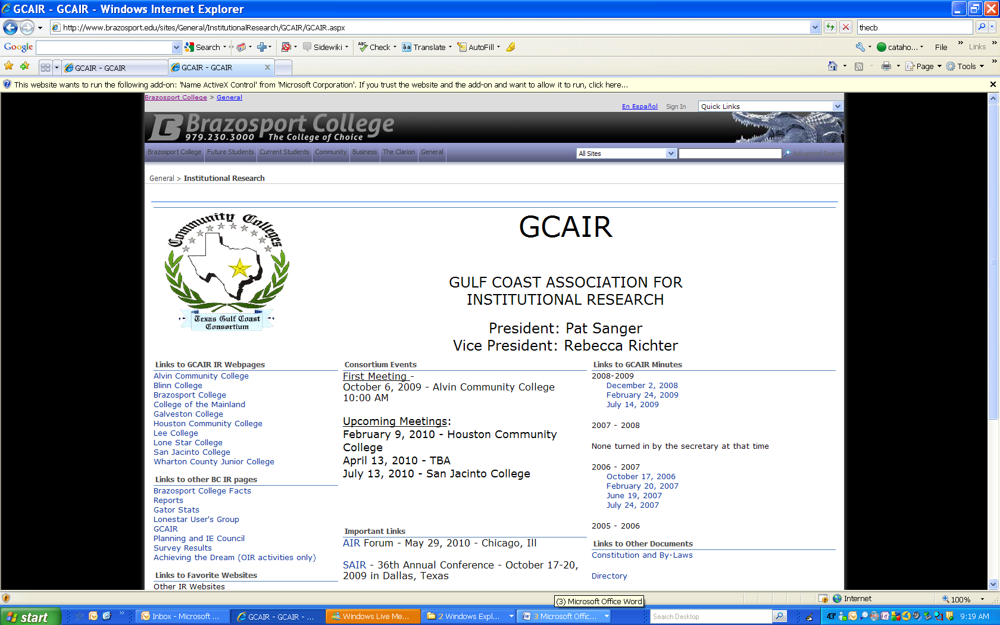 GCAIR - GCAIR - Windows Internet Explorer
http://www.brazosport.edu/sites/General/InstitutionalResearch/GCAIR/GCAIR.aspx
thecb
Google
Search
Sidewiki
Check
Translate
AutoFill
cataho...
File
Links
GCAIR - GCAIR
GCAIR - GCAIR
Page
Tools
This website wants to run the following add-on: 'Name ActiveX Control' from 'Microsoft Corporation'. If you trust the website and the add-on and want to allow it to run, click here...
Brazosport College > General
En Español
Sign In
Quick Links
Brazosport College
979.230.3000 The College of Choice
Brazosport College
Future Students
Current Students
Community
Business
The Clarion
General
All Sites
Advanced Search
General > Institutional Research
Community Colleges
Texas Gulf Coast
Consortium
GCAIR
GULF COAST ASSOCIATION FOR
INSTITUTIONAL RESEARCH
President: Pat Sanger
Vice President: Rebecca Richter
Links to GCAIR IR Webpages
Alvin Community College
Blinn College
Brazosport College
College of the Mainland
Galveston College
Houston Community College
Lee College
Lone Star College
San Jacinto College
Wharton County Junior College
Links to other BC IR pages
Brazosport College Facts
Reports
Gator Stats
Lonestar User's Group
GCAIR
Planning and IE Council
Survey Results
Achieving the Dream (OIR activities only)
Links to Favorite Websites
Other IR Websites
Consortium Events
First Meeting -
October 6, 2009 - Alvin Community College
10:00 AM
Upcoming Meetings:
February 9, 2010 - Houston Community
College
April 13, 2010 - TBA
July 13, 2010 - San Jacinto College
Important Links
AIR Forum - May 29, 2010 - Chicago, Ill
SAIR - 36th Annual Conference - October 17-20,
2009 in Dallas, Texas
Links to GCAIR Minutes
2008-2009
December 2, 2008
February 24, 2009
July 14, 2009
2007 - 2008
None turned in by the secretary at that time
2006 - 2007
October 17, 2006
February 20, 2007
June 19, 2007
July 24, 2007
2005 - 2006
Links to Other Documents
Constitution and By-Laws
Directory
(3) Microsoft Office Word
Internet
100%
start
Inbox - Microsoft ...
GCAIR - GCAIR - ...
Windows Live Me...
2 Windows Expl...
3 Microsoft Offic...
Search Desktop
43°
9:19 AM